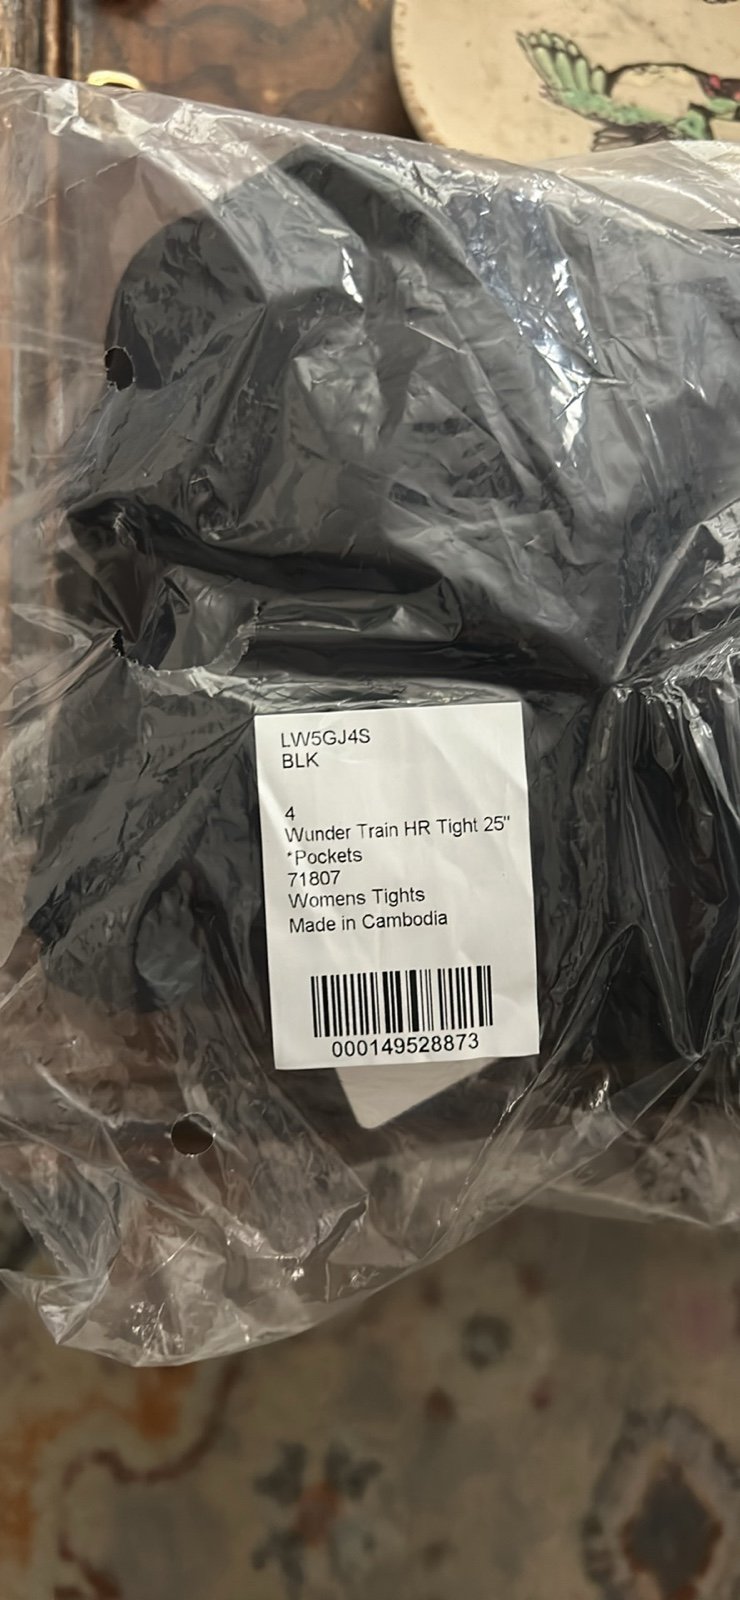 LW5GJ4S
BLK
4
Wunder Train HR Tight 25"
*Pockets
71807
Womens Tights
Made in Cambodia
000149528873